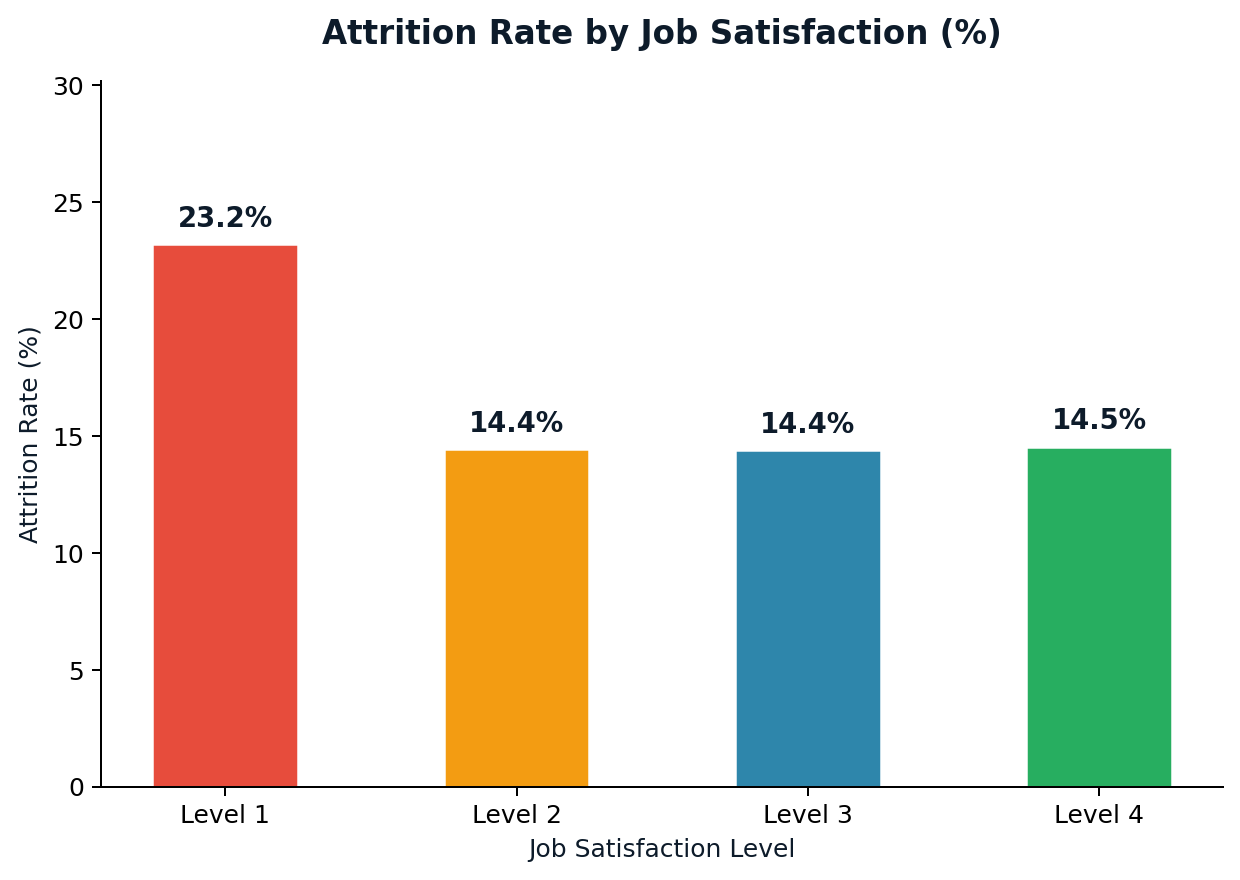 Attrition Rate by Job Satisfaction (%)
30
25
20
15
10
5
0
Attrition Rate (%)
23.2%
14.4%
14.4%
14.5%
Level 1
Level 2
Level 3
Level 4
Job Satisfaction Level